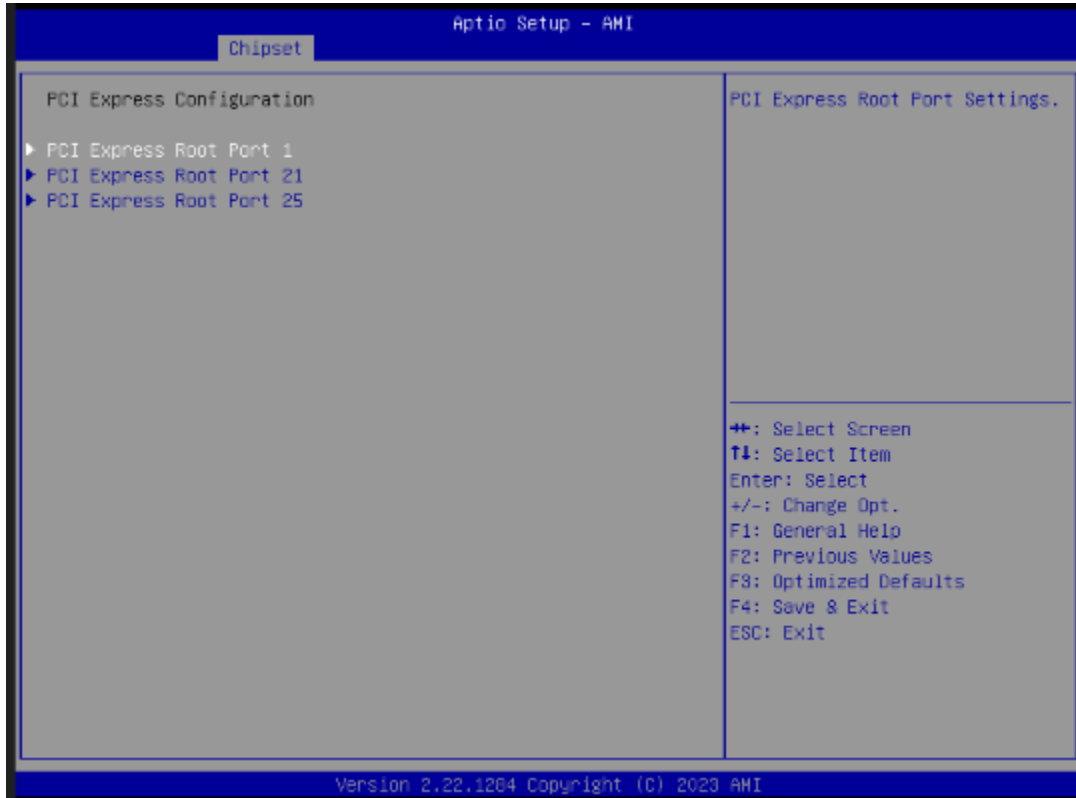 Aptio Setup - AMI
Chipset
PCI Express Configuration
PCI Express Root Port 1
PCI Express Root Port 21
PCI Express Root Port 25
PCI Express Root Port Settings.
→←: Select Screen
↑↓: Select Item
Enter: Select
+/-: Change Opt.
F1: General Help
F2: Previous Values
F3: Optimized Defaults
F4: Save & Exit
ESC: Exit
Version 2.22.1284 Copyright (C) 2023 AMI